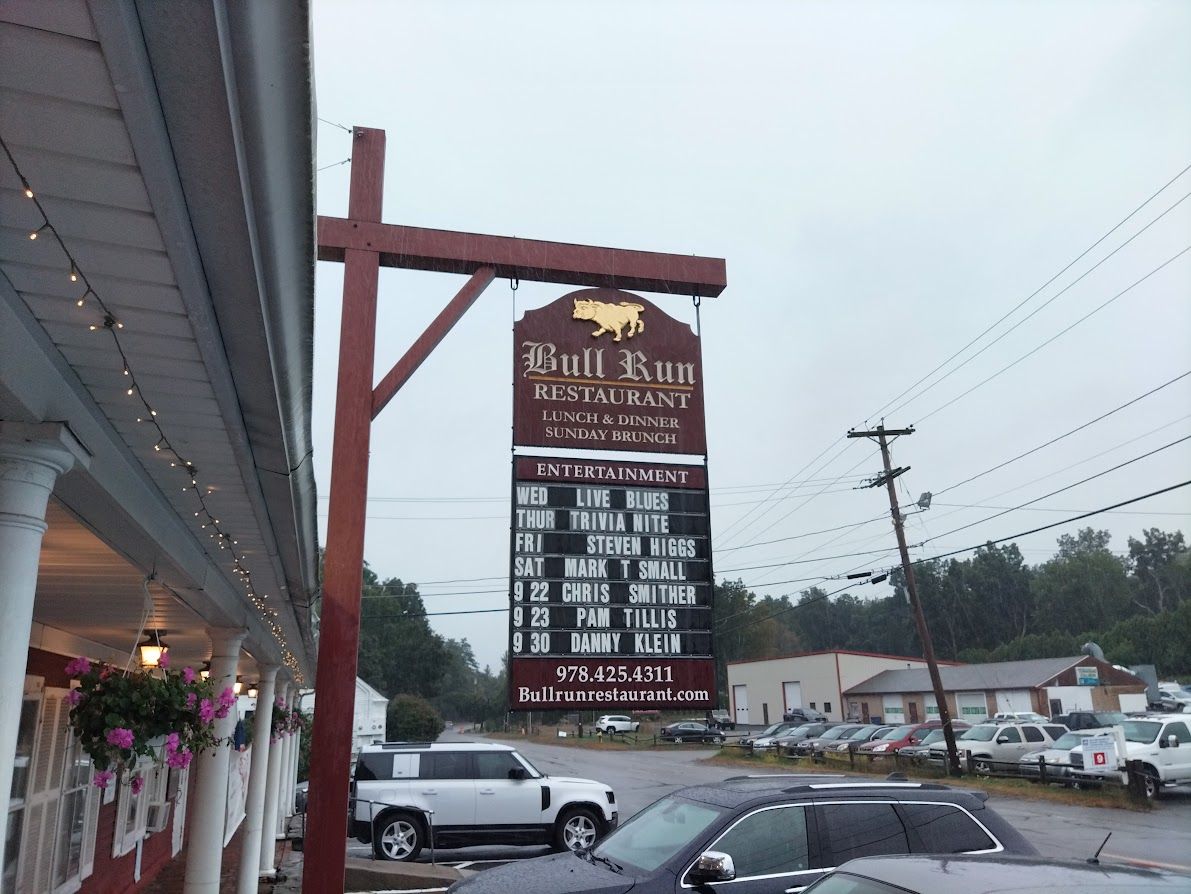 Bull Run
RESTAURANT
LUNCH & DINNER
SUNDAY BRUNCH
ENTERTAINMENT
WED LIVE BLUES
THUR TRIVIA NITE
FRI STEVEN HIGGS
SAT MARK T SMALL
9 22 CHRIS SMITHER
9 23 PAM TILLIS
9 30 DANNY KLEIN
978.425.4311
Bullrunrestaurant.com
9